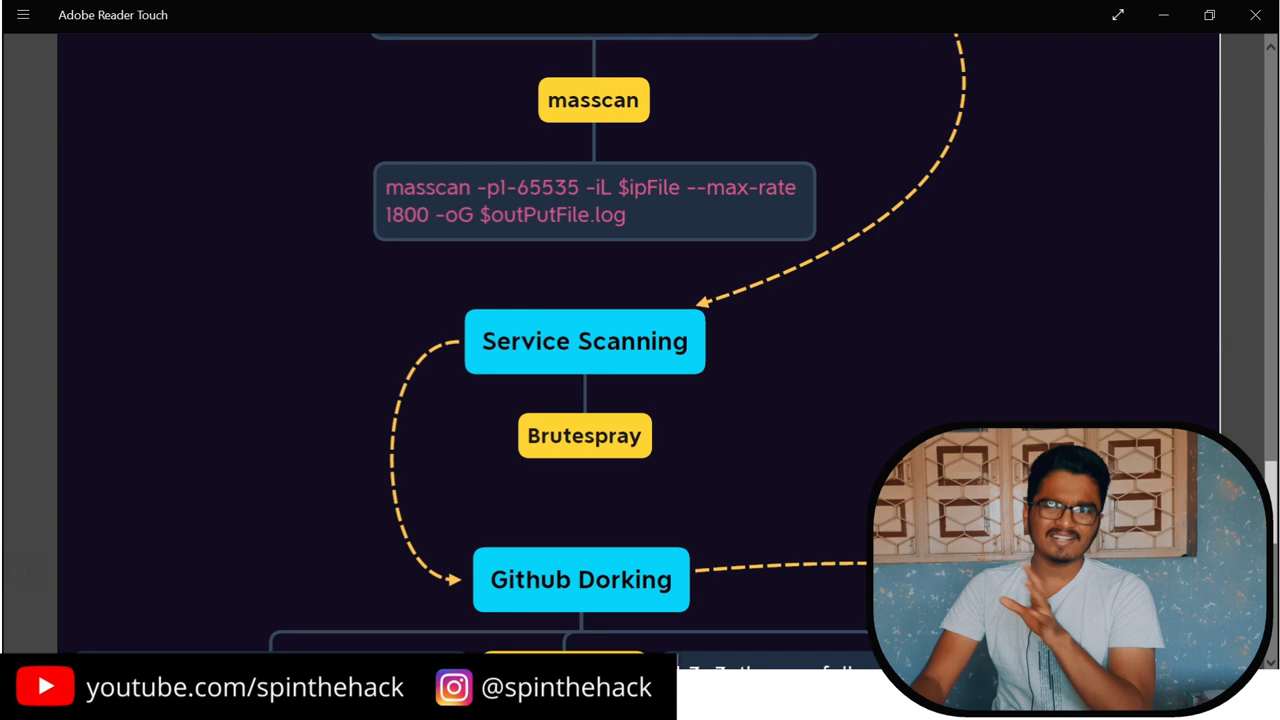 Adobe Reader Touch
masscan
masscan -p1-65535 -iL $ipFile --max-rate
1800 -oG $outPutFile.log
Service Scanning
Brutespray
Github Dorking
youtube.com/spinthehack
@spinthehack